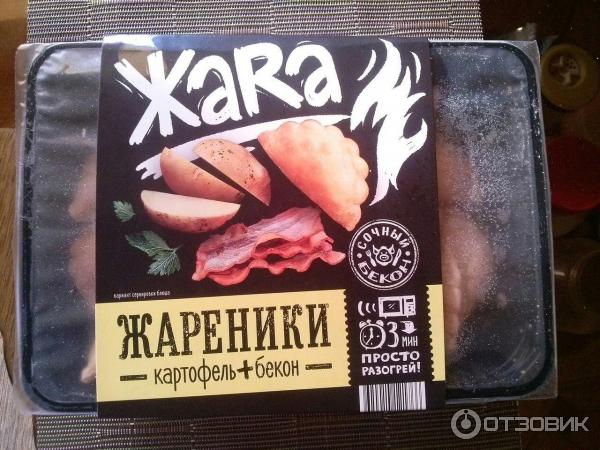 ЖАRА
СОЧНЫЙ
БЕКОН
вариант сервировки блюда
ЖАРЕНИКИ
картофель+бекон
3 МИН
ПРОСТО
РАЗОГРЕЙ!
ОТЗОВИК